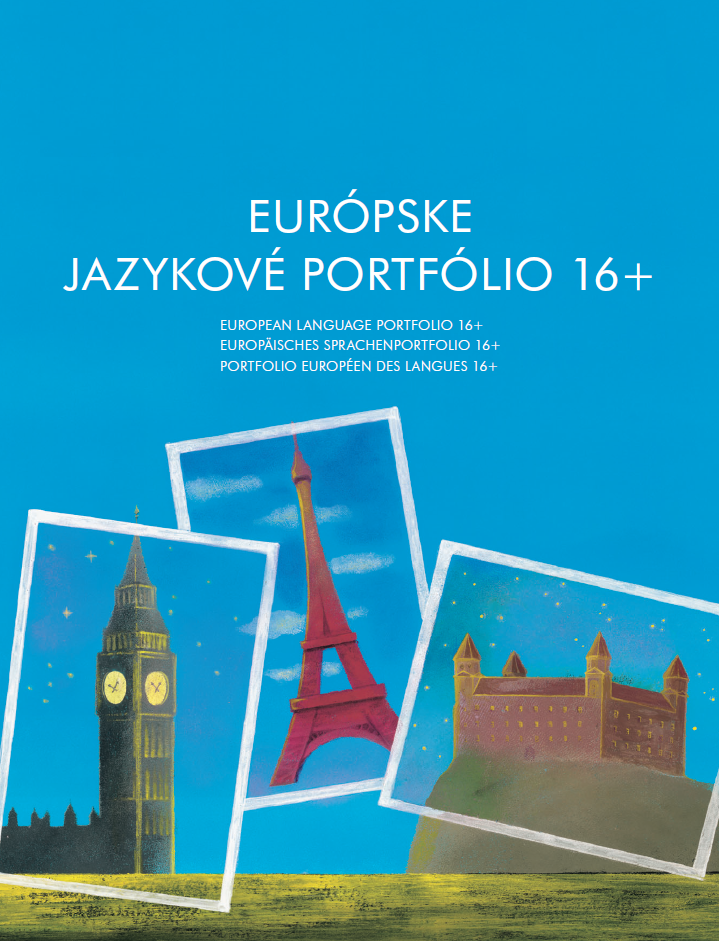 EURÓPSKE
JAZYKOVÉ PORTFÓLIO 16+
EUROPEAN LANGUAGE PORTFOLIO 16+
EUROPÄISCHES SPRACHENPORTFOLIO 16+
PORTFOLIO EUROPÉEN DES LANGUES 16+